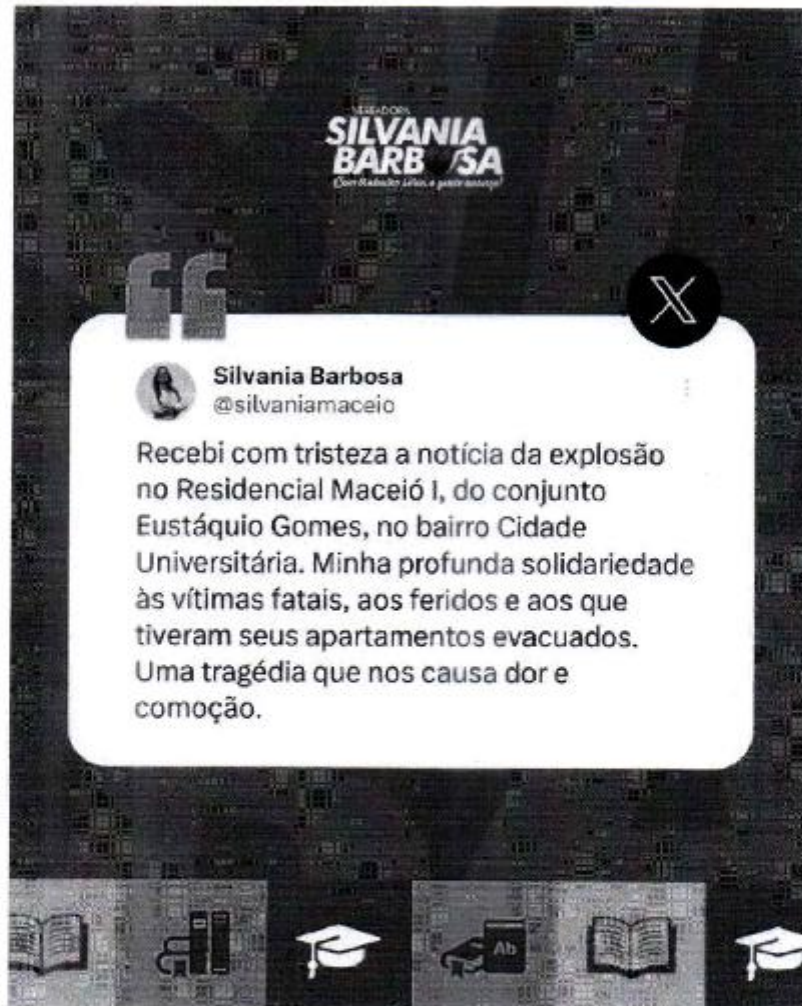 VEREADORA
SILVANIA
BARBOSA
Silvania Barbosa
@silvaniamaceio
Recebi com tristeza a notícia da explosão
no Residencial Maceió I, do conjunto
Eustáquio Gomes, no bairro Cidade
Universitária. Minha profunda solidariedade
às vítimas fatais, aos feridos e aos que
tiveram seus apartamentos evacuados.
Uma tragédia que nos causa dor e
comoção.
Ab